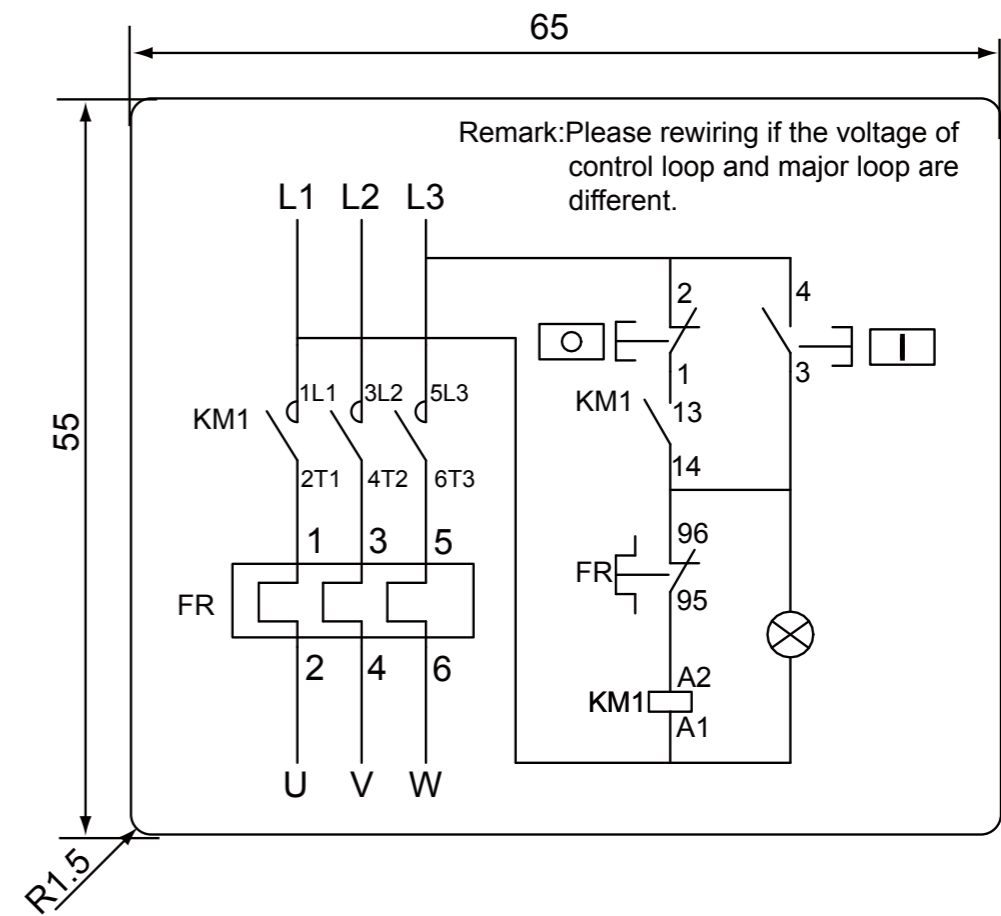 65
Remark:Please rewiring if the voltage of
control loop and major loop are
different.
L1 L2 L3
2 4
1 3
KM1 13
14
KM1 1L1 3L2 5L3
2T1 4T2 6T3
55
1 3 5
FR
2 4 6
96
FR
95
A2
KM1
A1
U V W
R1.5